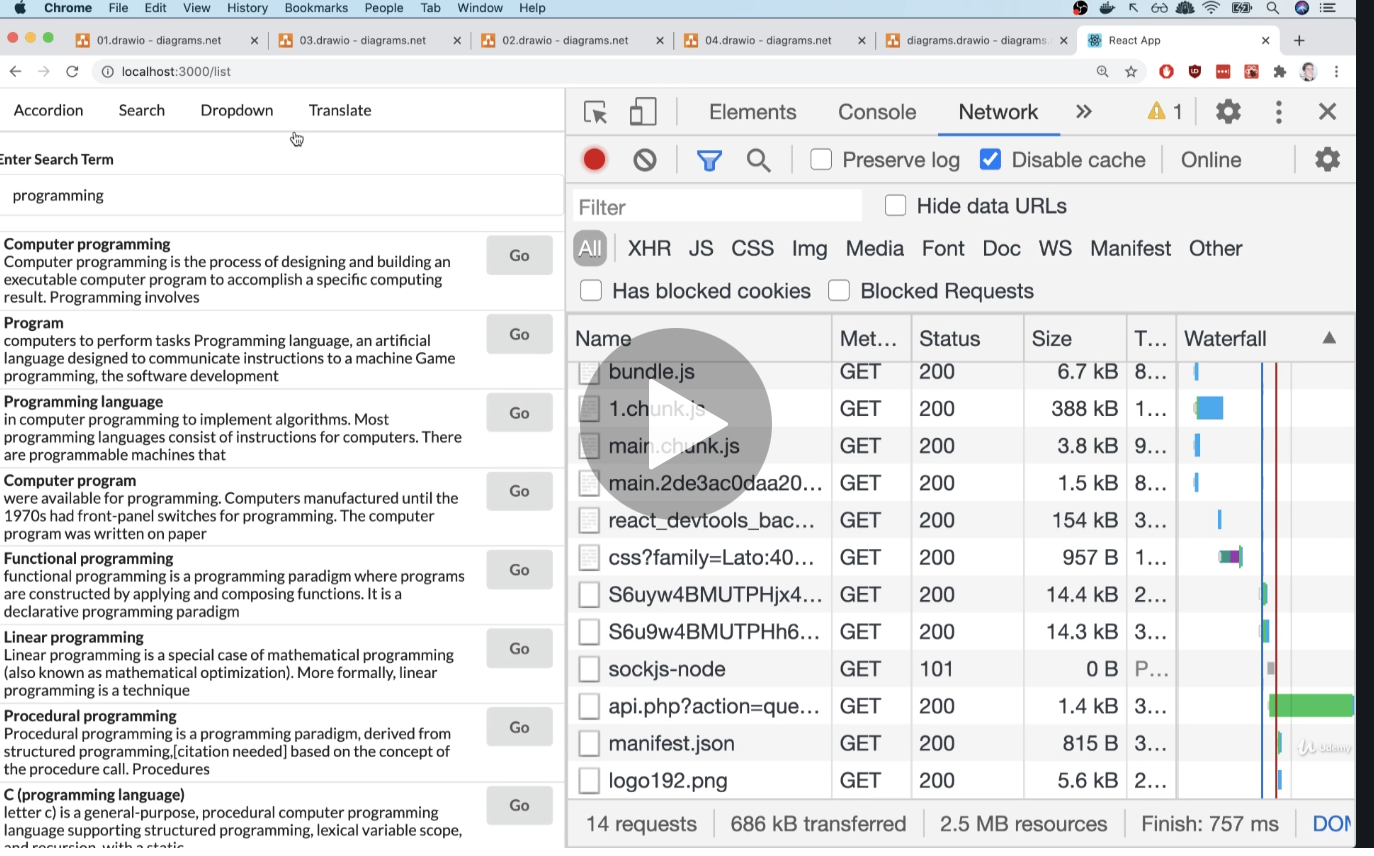 Chrome File Edit View History Bookmarks People Tab Window Help
01.drawio - diagrams.net
03.drawio - diagrams.net
02.drawio - diagrams.net
04.drawio - diagrams.net
diagrams.drawio - diagrams.
React App
localhost:3000/list
Accordion Search Dropdown Translate
Enter Search Term
programming
Computer programming
Computer programming is the process of designing and building an
executable computer program to accomplish a specific computing
result. Programming involves
Go
Program
computers to perform tasks Programming language, an artificial
language designed to communicate instructions to a machine Game
programming, the software development
Go
Programming language
in computer programming to implement algorithms. Most
programming languages consist of instructions for computers. There
are programmable machines that
Go
Computer program
were available for programming. Computers manufactured until the
1970s had front-panel switches for programming. The computer
program was written on paper
Go
Functional programming
functional programming is a programming paradigm where programs
are constructed by applying and composing functions. It is a
declarative programming paradigm
Go
Linear programming
Linear programming is a special case of mathematical programming
(also known as mathematical optimization). More formally, linear
programming is a technique
Go
Procedural programming
Procedural programming is a programming paradigm, derived from
structured programming,[citation needed] based on the concept of
the procedure call. Procedures
Go
C (programming language)
letter c) is a general-purpose, procedural computer programming
language supporting structured programming, lexical variable scope,
and recursion, with a static
Go
Elements Console Network 1
Preserve log Disable cache Online
Filter Hide data URLs
All XHR JS CSS Img Media Font Doc WS Manifest Other
Has blocked cookies Blocked Requests
Name Met... Status Size T... Waterfall
bundle.js GET 200 6.7 kB 8...
1.chunk.js GET 200 388 kB 1...
main.chunk.js GET 200 3.8 kB 9...
main.2de3ac0daa20... GET 200 1.5 kB 8...
react_devtools_bac... GET 200 154 kB 3...
css?family=Lato:40... GET 200 957 B 1...
S6uyw4BMUTPHjx4... GET 200 14.4 kB 2...
S6u9w4BMUTPHh6... GET 200 14.3 kB 3...
sockjs-node GET 101 0 B P...
api.php?action=que... GET 200 1.4 kB 3...
manifest.json GET 200 815 B 3...
Udemy
logo192.png GET 200 5.6 kB 2...
14 requests 686 kB transferred 2.5 MB resources Finish: 757 ms DOM